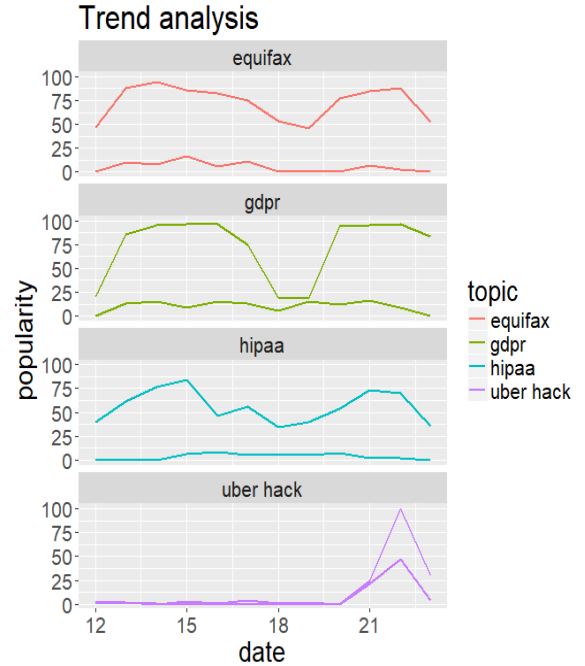 Trend analysis
equifax
100
75
50
25
0
gdpr
100
75
50
25
0
hipaa
100
75
50
25
0
uber hack
100
75
50
25
0
12 15 18 21
date
popularity
topic
equifax
gdpr
hipaa
uber hack